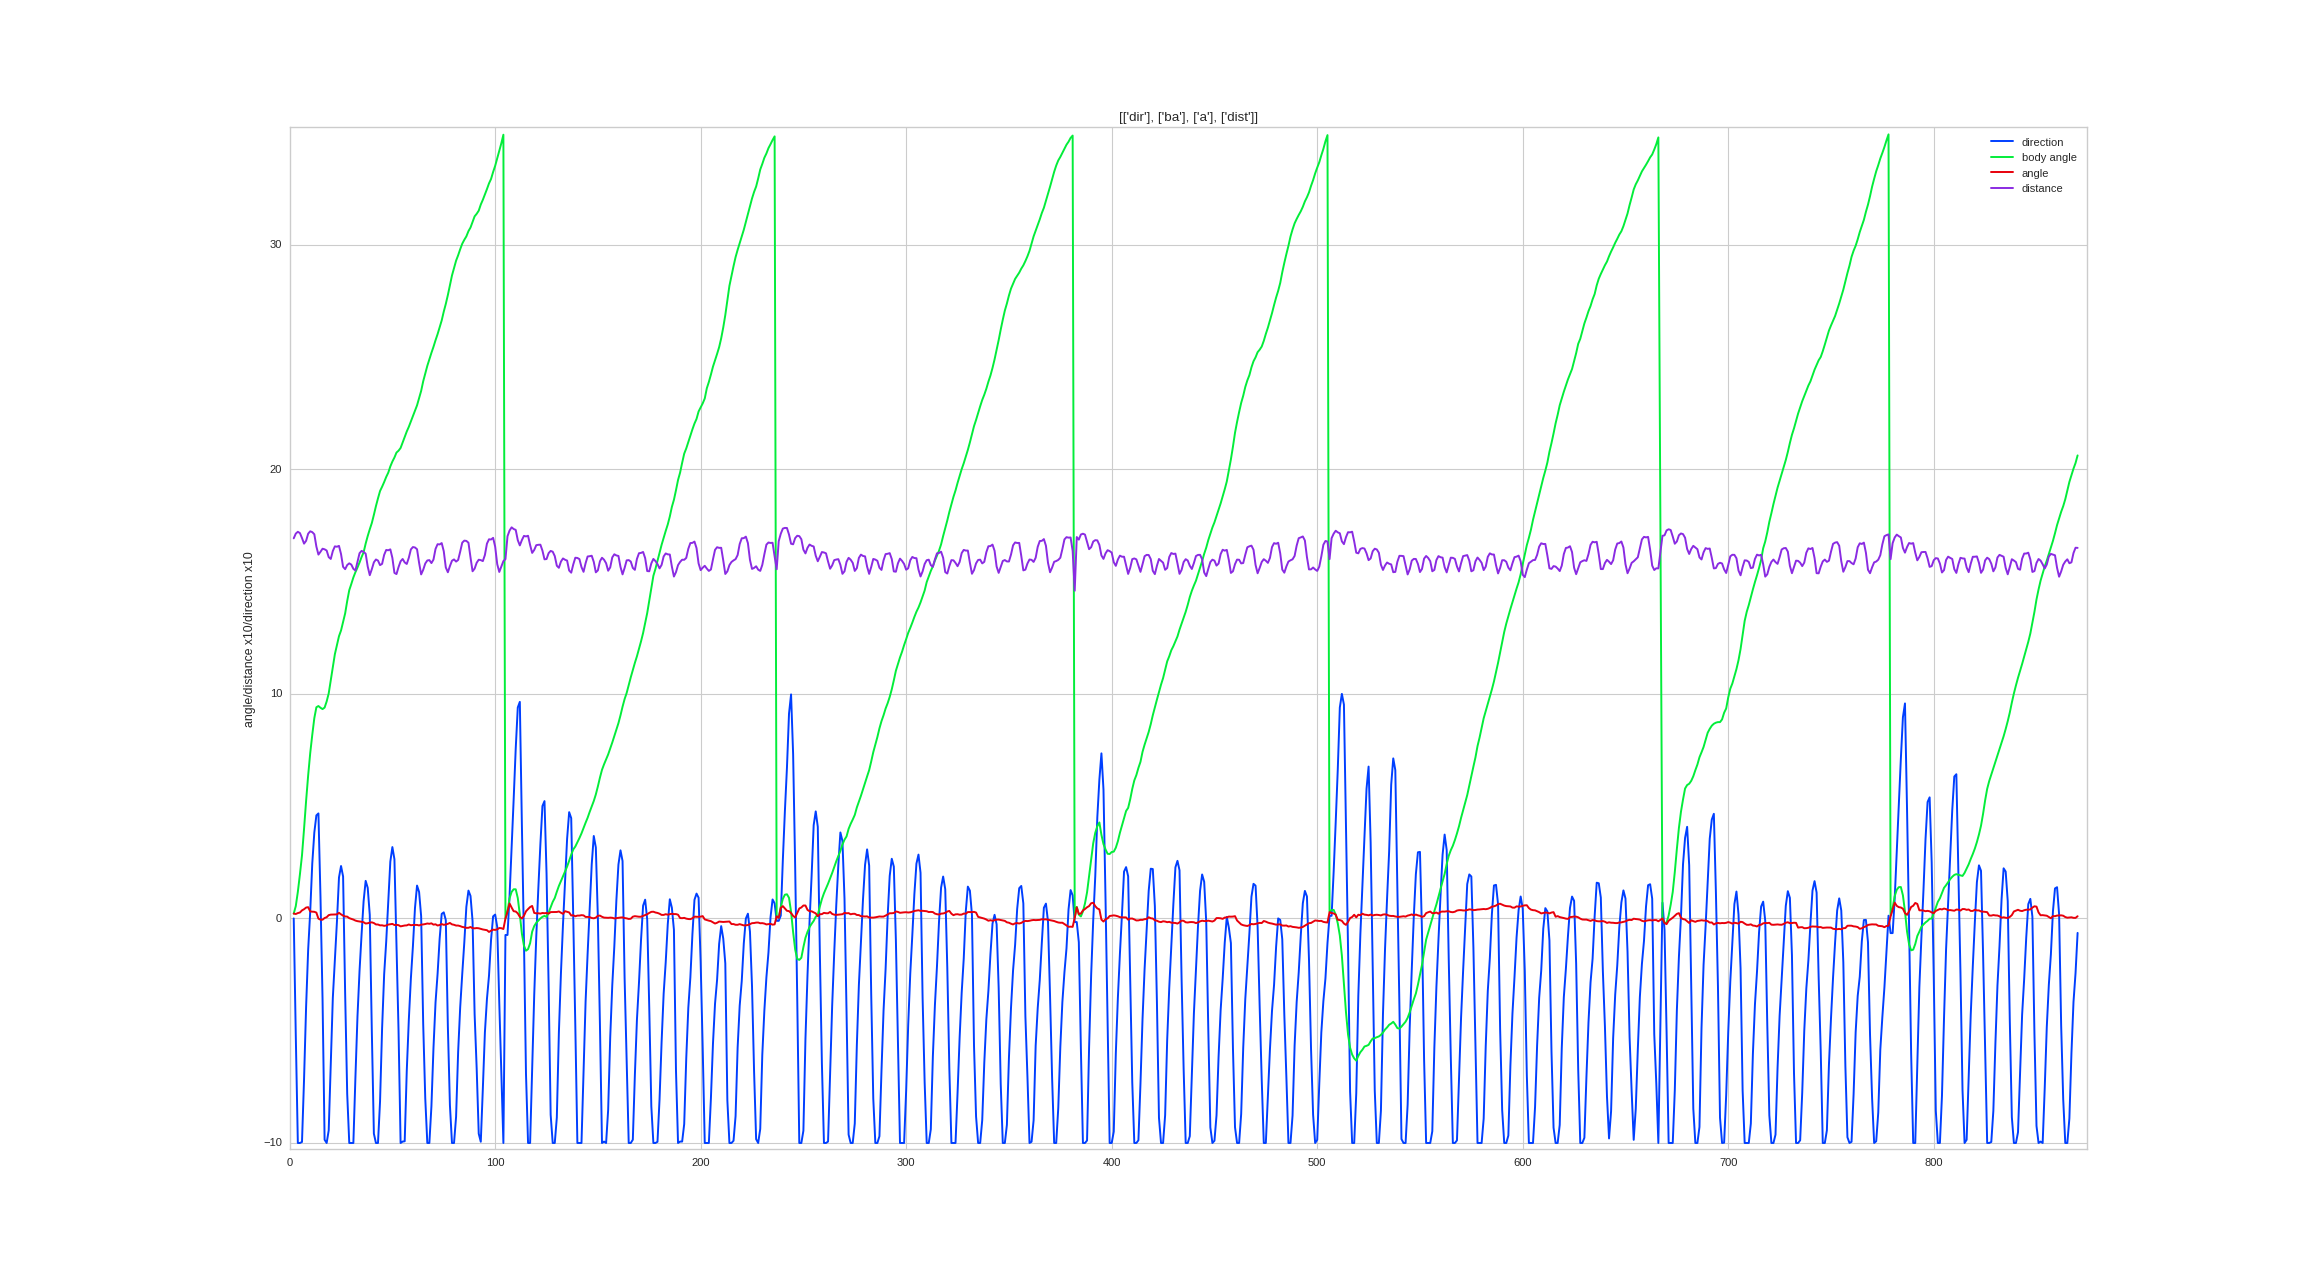 [['dir'], ['ba'], ['a'], ['dist']]
direction
body angle
angle
distance
angle/distance x10/direction x10
30
20
10
0
−10
0 100 200 300 400 500 600 700 800